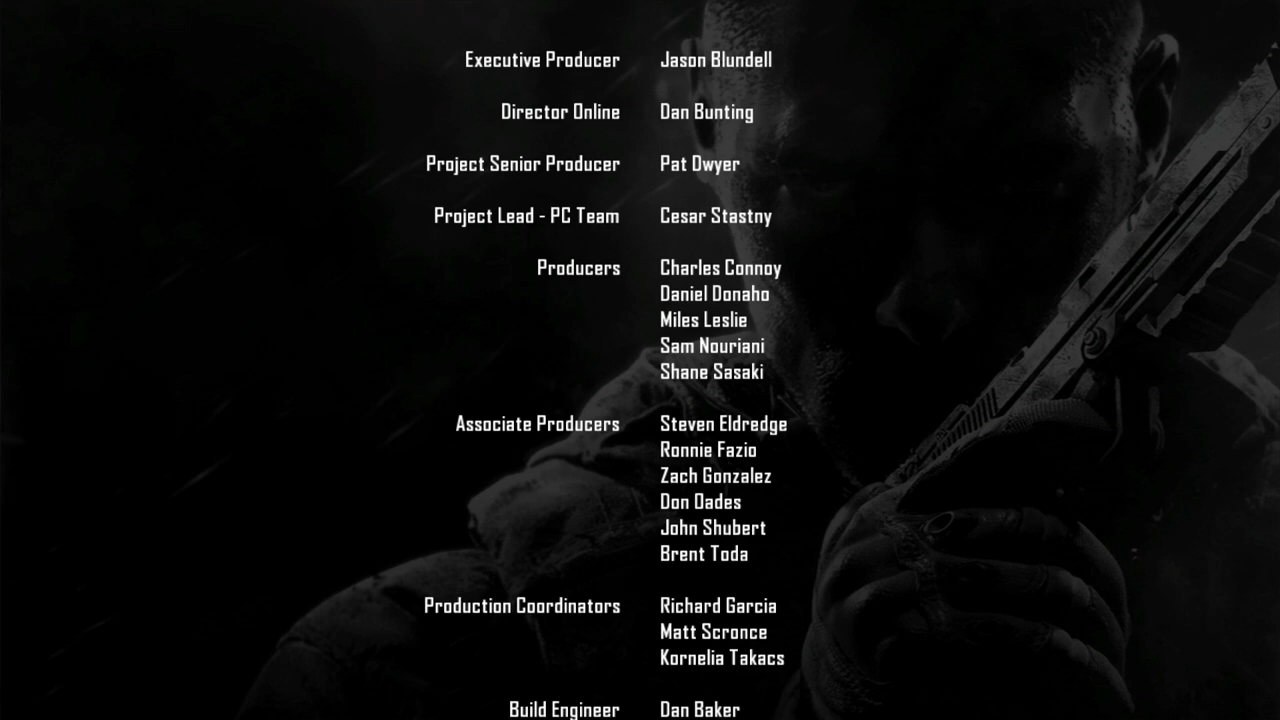 Executive Producer Jason Blundell
Director Online Dan Bunting
Project Senior Producer Pat Dwyer
Project Lead - PC Team Cesar Stastny
Producers Charles Connoy
Daniel Donaho
Miles Leslie
Sam Nouriani
Shane Sasaki
Associate Producers Steven Eldredge
Ronnie Fazio
Zach Gonzalez
Don Oades
John Shubert
Brent Toda
Production Coordinators Richard Garcia
Matt Scronce
Kornelia Takacs
Build Engineer Dan Baker